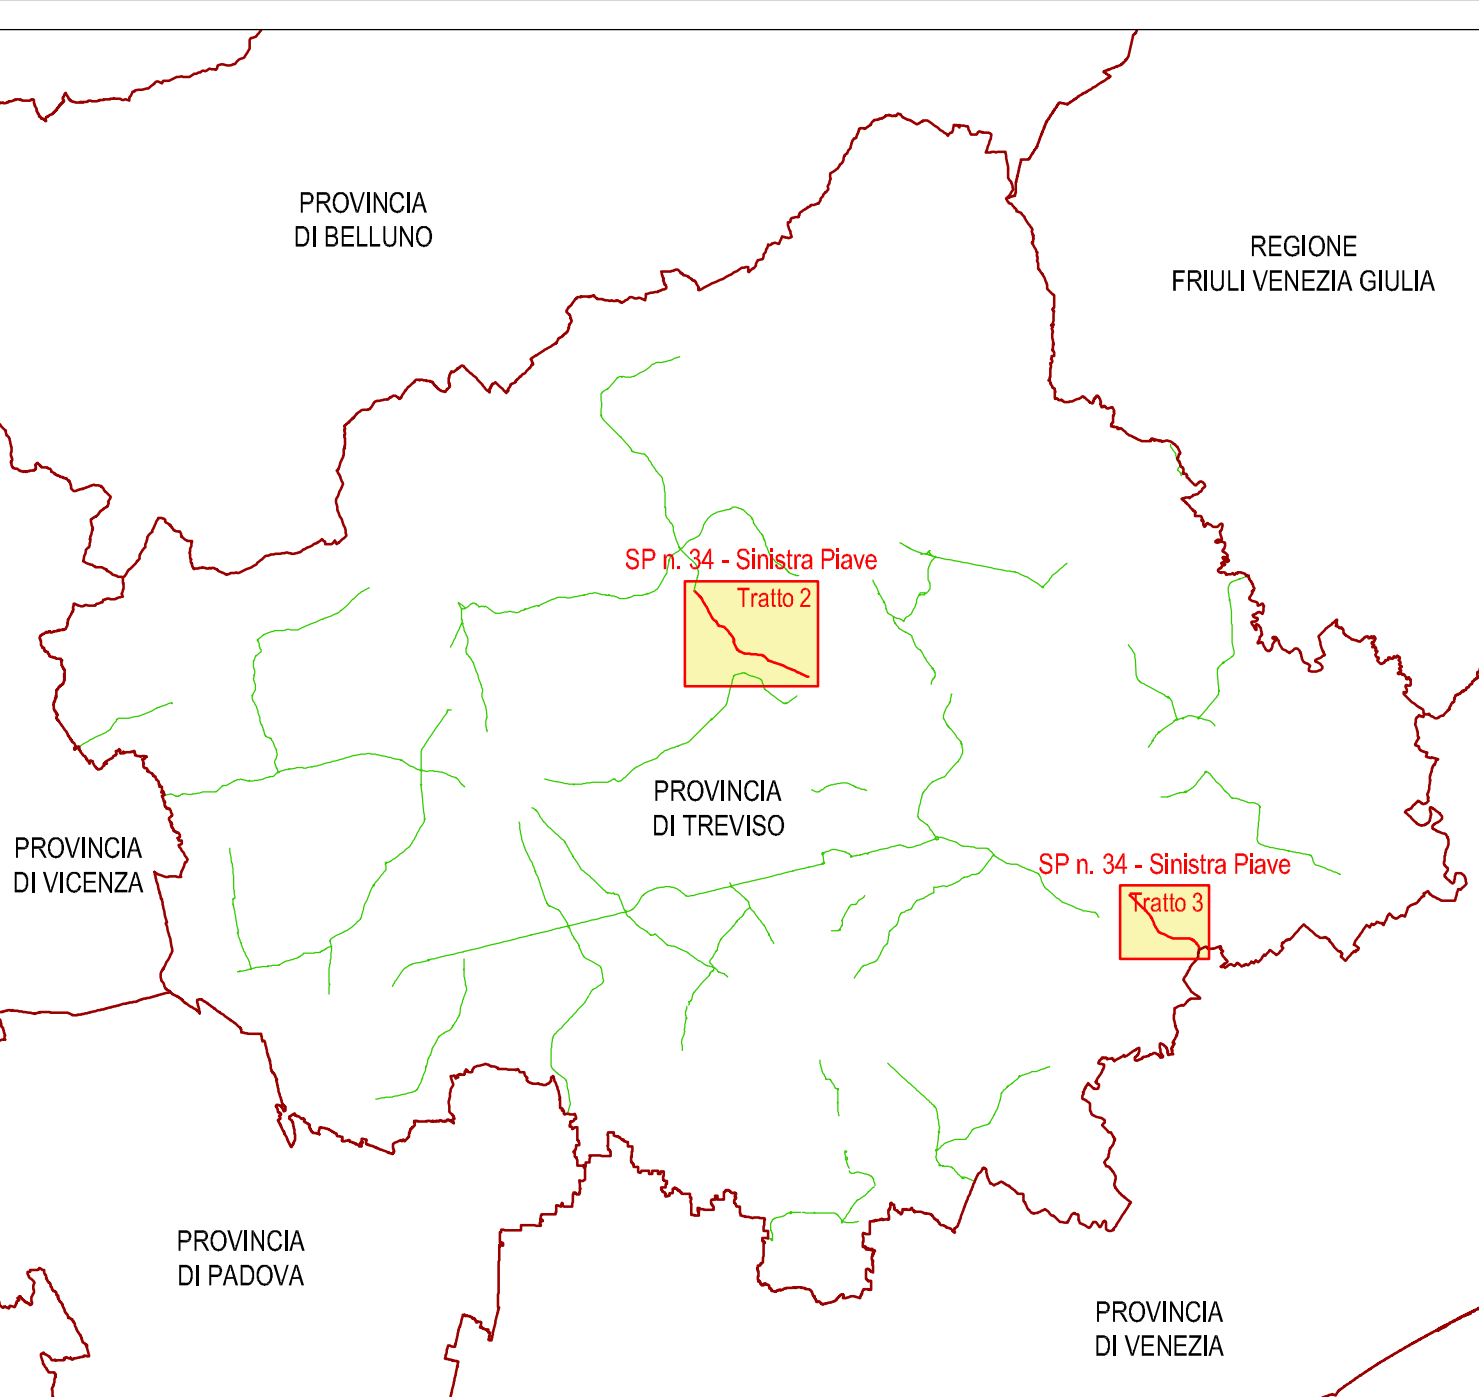 PROVINCIA
DI BELLUNO
REGIONE
FRIULI VENEZIA GIULIA
SP n. 34 - Sinistra Piave
Tratto 2
PROVINCIA
DI TREVISO
PROVINCIA
DI VICENZA
SP n. 34 - Sinistra Piave
Tratto 3
PROVINCIA
DI PADOVA
PROVINCIA
DI VENEZIA